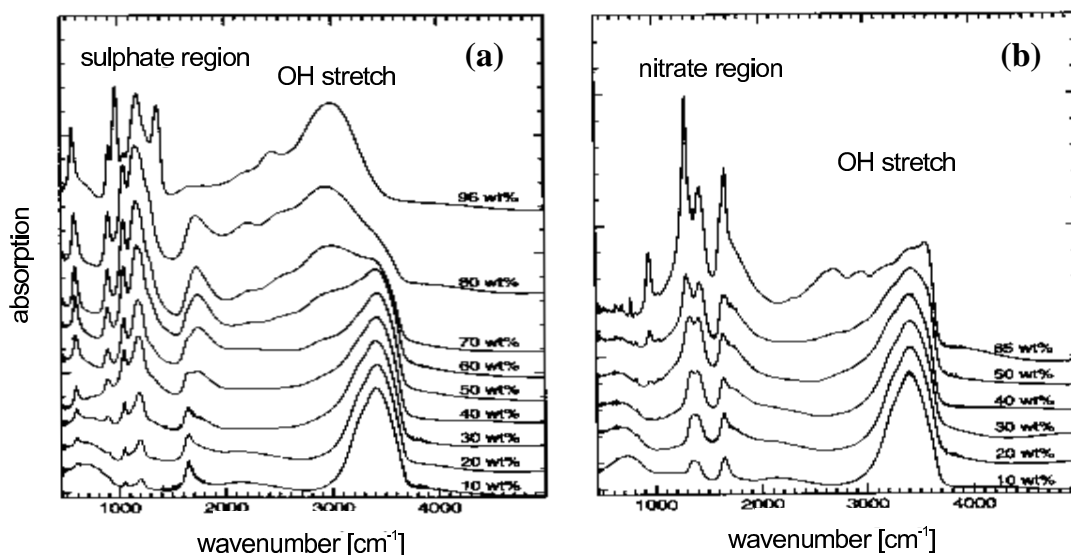 (a)
sulphate region
OH stretch
absorption
96 wt%
80 wt%
70 wt%
60 wt%
50 wt%
40 wt%
30 wt%
20 wt%
10 wt%
1000 2000 3000 4000
wavenumber [cm⁻¹]
(b)
nitrate region
OH stretch
65 wt%
50 wt%
40 wt%
30 wt%
20 wt%
10 wt%
1000 2000 3000 4000
wavenumber [cm⁻¹]